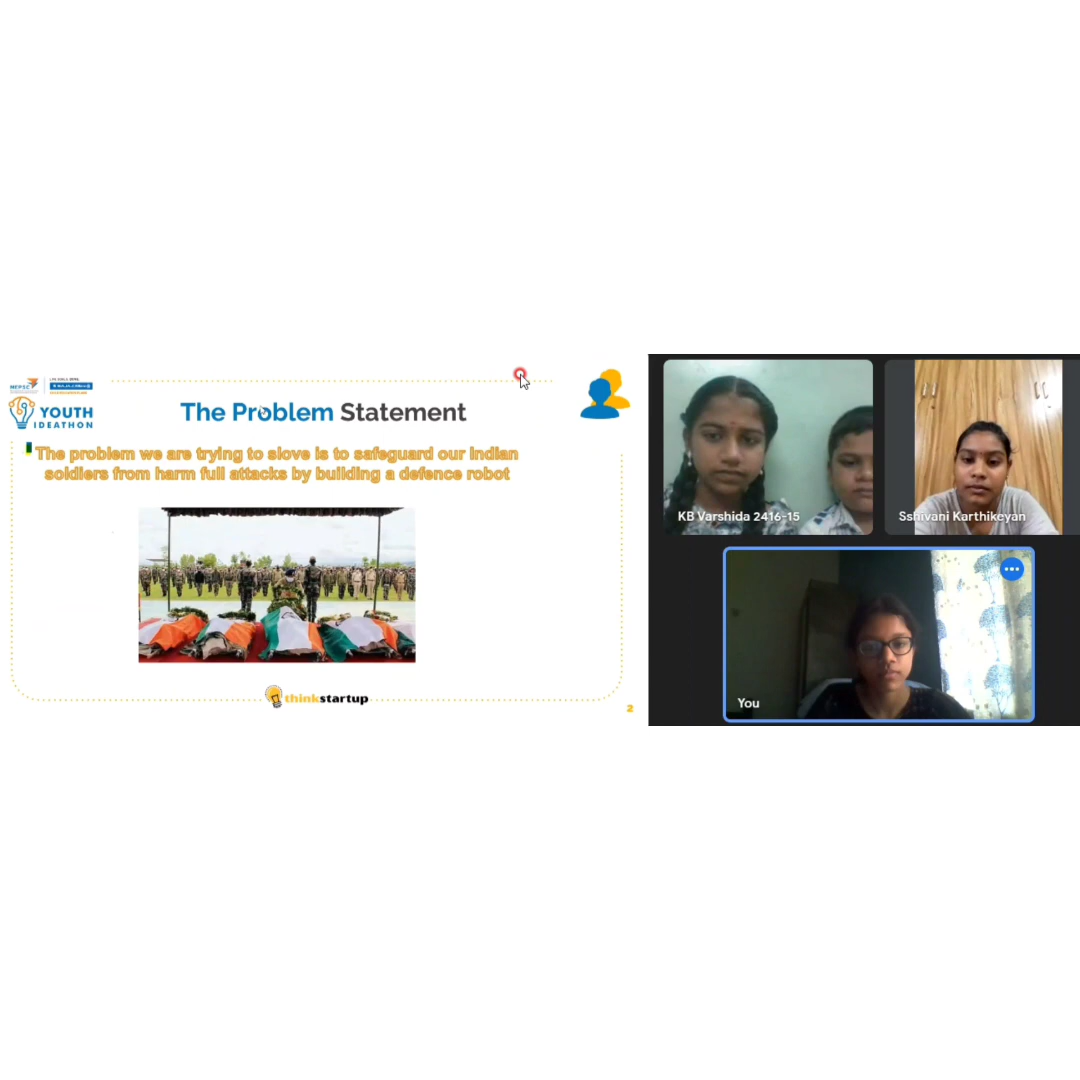 MEPSC
YOUTH
IDEATHON
The Problem Statement
The problem we are trying to slove is to safeguard our Indian
soldiers from harm full attacks by building a defence robot
thinkstartup
2
KB Varshida 2416-15
Sshivani Karthikeyan
You